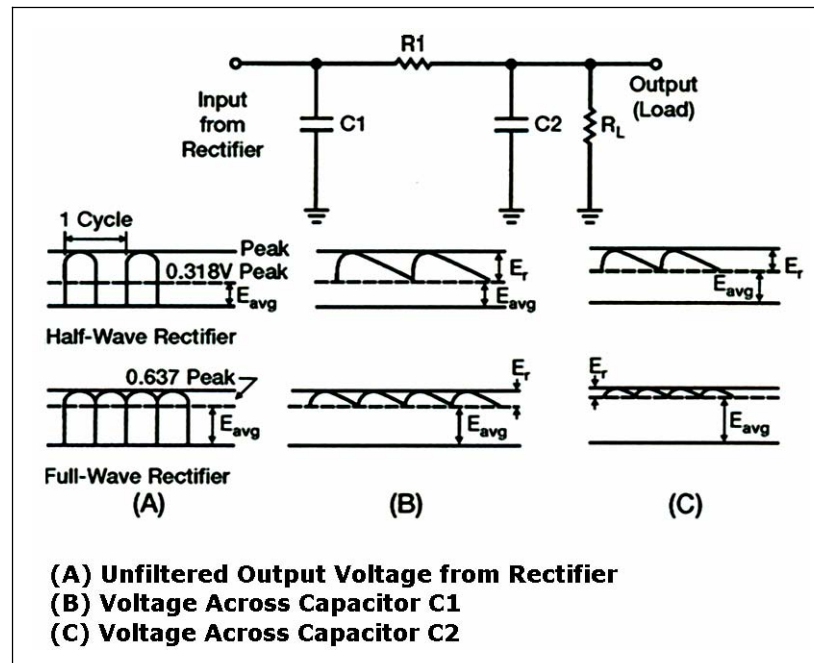 R1
Input
from
Rectifier
C1
C2
R_L
Output
(Load)
1 Cycle
Peak
0.318V Peak
E_avg
Half-Wave Rectifier
E_r
E_avg
E_r
E_avg
0.637 Peak
E_avg
Full-Wave Rectifier
E_r
E_avg
E_r
E_avg
(A)
(B)
(C)
(A) Unfiltered Output Voltage from Rectifier
(B) Voltage Across Capacitor C1
(C) Voltage Across Capacitor C2